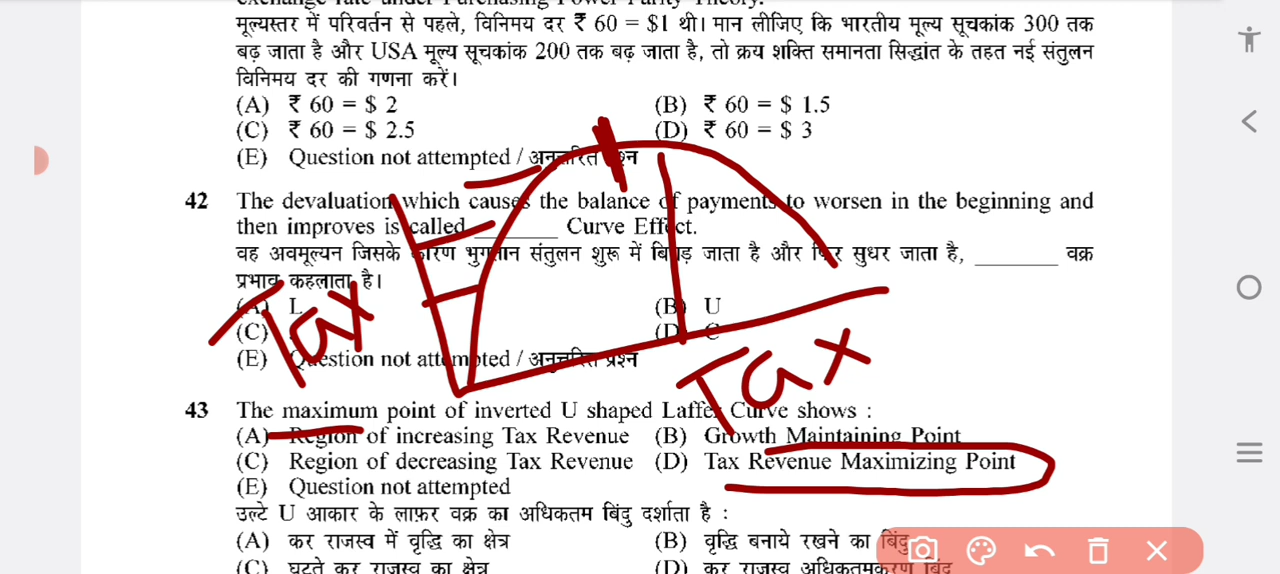 मूल्यस्तर में परिवर्तन से पहले, विनिमय दर ₹ 60 = $1 थी। मान लीजिए कि भारतीय मूल्य सूचकांक 300 तक
बढ़ जाता है और USA मूल्य सूचकांक 200 तक बढ़ जाता है, तो क्रय शक्ति समानता सिद्धांत के तहत नई संतुलन
विनिमय दर की गणना करें।
(A) ₹ 60 = $ 2 (B) ₹ 60 = $ 1.5
(C) ₹ 60 = $ 2.5 (D) ₹ 60 = $ 3
(E) Question not attempted / अनुत्तरित प्रश्न
42 The devaluation which causes the balance of payments to worsen in the beginning and
then improves is called ________ Curve Effect.
वह अवमूल्यन जिसके कारण भुगतान संतुलन शुरू में बिगड़ जाता है और फिर सुधर जाता है, ________ वक्र
प्रभाव कहलाता है।
(A) L (B) U
(C) (D)
(E) Question not attempted / अनुत्तरित प्रश्न
Tax
Tax
43 The maximum point of inverted U shaped Laffer Curve shows :
(A) Region of increasing Tax Revenue (B) Growth Maintaining Point
(C) Region of decreasing Tax Revenue (D) Tax Revenue Maximizing Point
(E) Question not attempted
उल्टे U आकार के लाफ़र वक्र का अधिकतम बिंदु दर्शाता है :
(A) कर राजस्व में वृद्धि का क्षेत्र (B) वृद्धि बनाये रखने का बिंदु
(C) घटते कर राजस्व का क्षेत्र (D) कर राजस्व अधिकतमकरण बिंदु